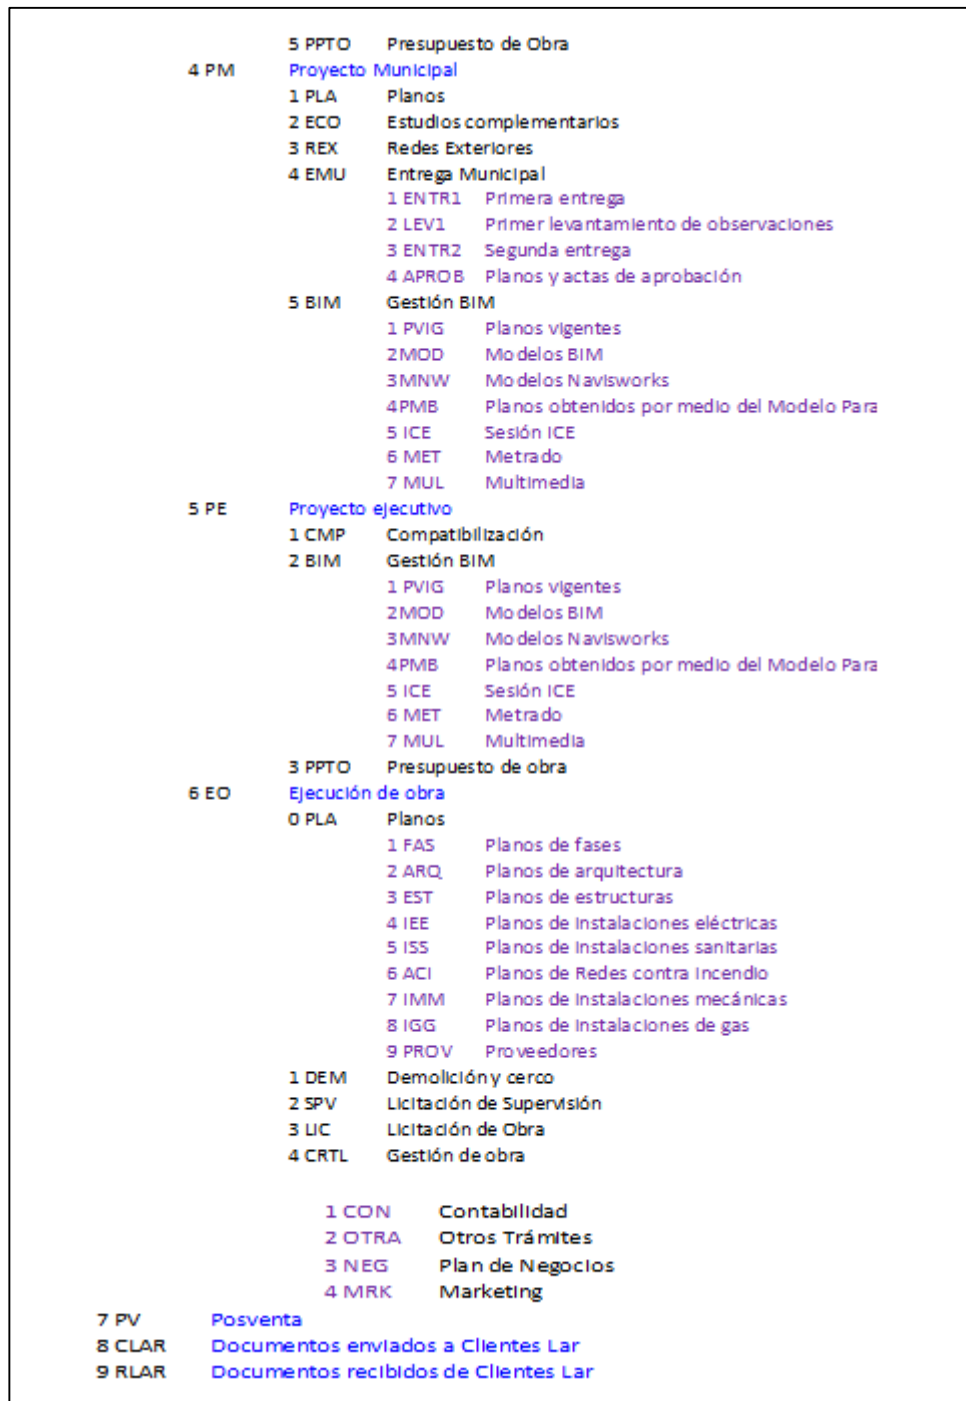 5 PPTO Presupuesto de Obra
4 PM Proyecto Municipal
1 PLA Planos
2 ECO Estudios complementarios
3 REX Redes Exteriores
4 EMU Entrega Municipal
1 ENTR1 Primera entrega
2 LEV1 Primer levantamiento de observaciones
3 ENTR2 Segunda entrega
4 APROB Planos y actas de aprobación
5 BIM Gestión BIM
1 PVIG Planos vigentes
2MOD Modelos BIM
3MNW Modelos Navisworks
4PMB Planos obtenidos por medio del Modelo Para
5 ICE Sesión ICE
6 MET Metrado
7 MUL Multimedia
5 PE Proyecto ejecutivo
1 CMP Compatibilización
2 BIM Gestión BIM
1 PVIG Planos vigentes
2MOD Modelos BIM
3MNW Modelos Navisworks
4PMB Planos obtenidos por medio del Modelo Para
5 ICE Sesión ICE
6 MET Metrado
7 MUL Multimedia
3 PPTO Presupuesto de obra
6 EO Ejecución de obra
0 PLA Planos
1 FAS Planos de fases
2 ARQ Planos de arquitectura
3 EST Planos de estructuras
4 IEE Planos de instalaciones eléctricas
5 ISS Planos de instalaciones sanitarias
6 ACI Planos de Redes contra incendio
7 IMM Planos de instalaciones mecánicas
8 IGG Planos de instalaciones de gas
9 PROV Proveedores
1 DEM Demolición y cerco
2 SPV Licitación de Supervisión
3 LIC Licitación de Obra
4 CRTL Gestión de obra
1 CON Contabilidad
2 OTRA Otros Trámites
3 NEG Plan de Negocios
4 MRK Marketing
7 PV Posventa
8 CLAR Documentos enviados a Clientes Lar
9 RLAR Documentos recibidos de Clientes Lar